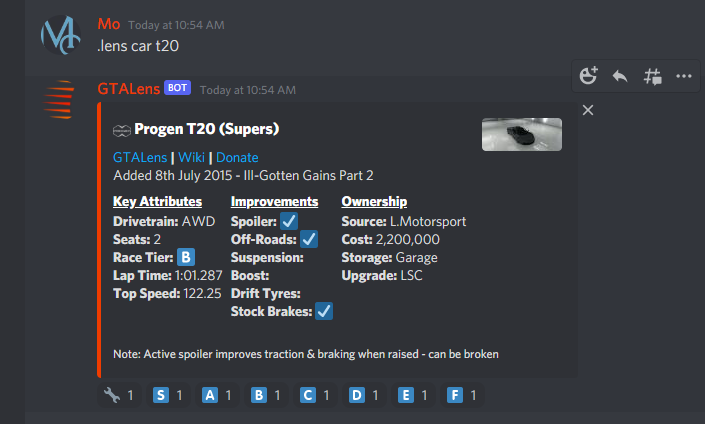 Mo Today at 10:54 AM
.lens car t20
GTALens BOT Today at 10:54 AM
Progen T20 (Supers)
GTALens | Wiki | Donate
Added 8th July 2015 - Ill-Gotten Gains Part 2
Key Attributes Improvements Ownership
Drivetrain: AWD Spoiler: Source: L.Motorsport
Seats: 2 Off-Roads: Cost: 2,200,000
Race Tier: B Suspension: Storage: Garage
Lap Time: 1:01.287 Boost: Upgrade: LSC
Top Speed: 122.25 Drift Tyres:
Stock Brakes:
Note: Active spoiler improves traction & braking when raised - can be broken
1 S 1 A 1 B 1 C 1 D 1 E 1 F 1